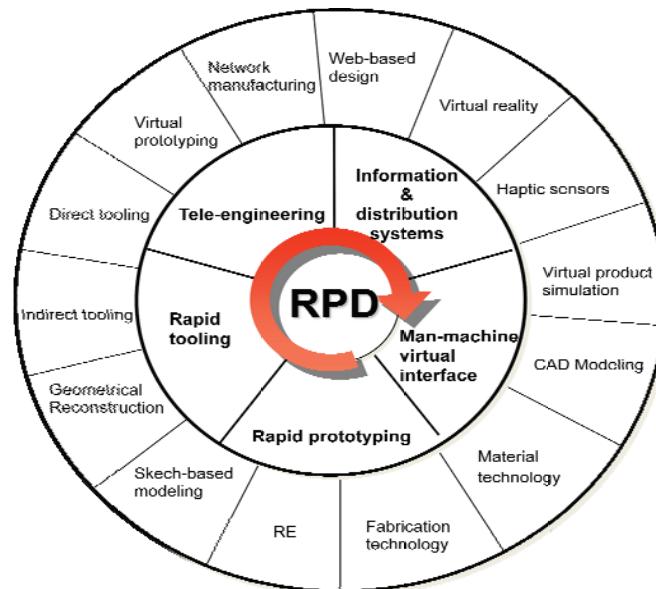 Web-based
design
Virtual reality
Haptic sensors
Virtual product
simulation
CAD Modeling
Material
technology
Fabrication
technology
RE
Skech-based
modeling
Geometrical
Reconstruction
Indirect tooling
Direct tooling
Virtual
prototyping
Network
manufacturing
Information
&
distribution
systems
Man-machine
virtual
interface
Rapid prototyping
Rapid
tooling
Tele-engineering
RPD